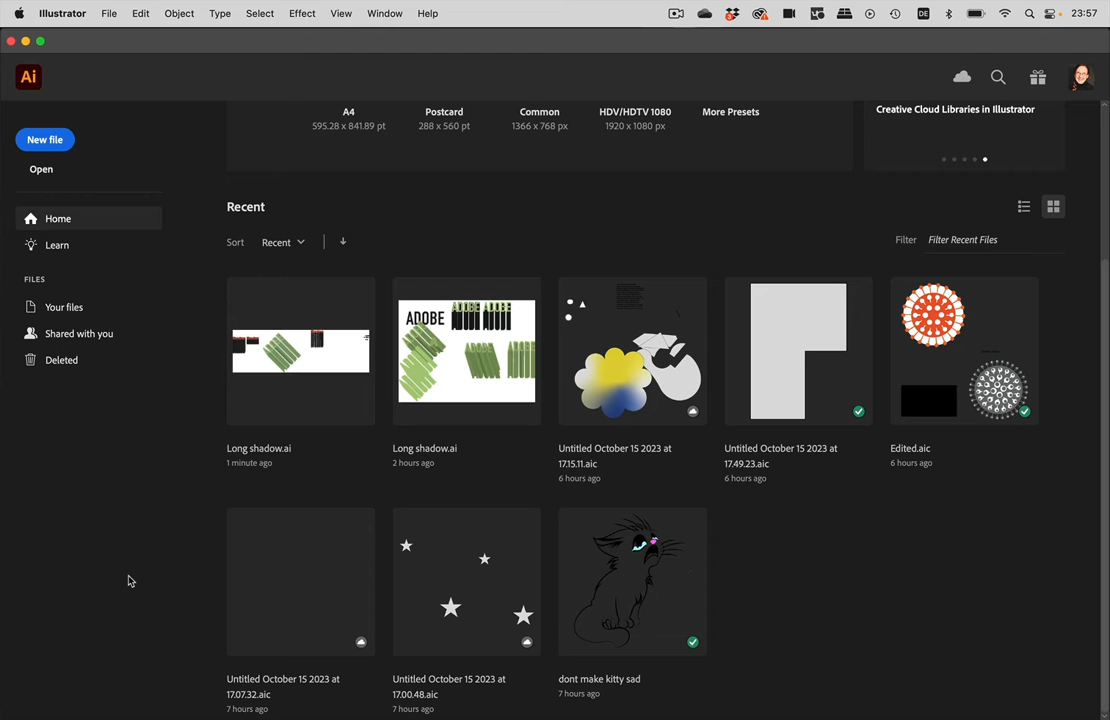 Illustrator File Edit Object Type Select Effect View Window Help
DE
23:57
Ai
A4
595.28 x 841.89 pt
Postcard
288 x 560 pt
Common
1366 x 768 px
HDV/HDTV 1080
1920 x 1080 px
More Presets
Creative Cloud Libraries in Illustrator
New file
Open
Home
Learn
FILES
Your files
Shared with you
Deleted
Recent
Sort Recent
Filter Filter Recent Files
ADOBE
ADOBE ADOBE
Long shadow.ai
1 minute ago
Long shadow.ai
2 hours ago
Untitled October 15 2023 at
17.15.11.aic
6 hours ago
Untitled October 15 2023 at
17.49.23.aic
6 hours ago
Edited.aic
6 hours ago
Untitled October 15 2023 at
17.07.32.aic
7 hours ago
Untitled October 15 2023 at
17.00.48.aic
7 hours ago
dont make kitty sad
7 hours ago